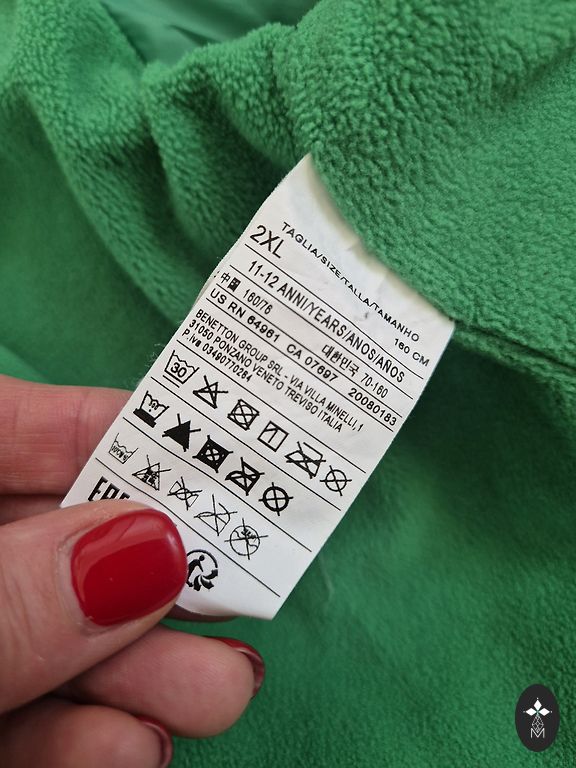 TAGLIA/SIZE/TALLA/TAMANHO
2XL 160 CM
11-12 ANNI/YEARS/ANOS/AÑOS
中国 160/76 대한민국 70-160
US RN 64961 CA 07697 20080183
BENETTON GROUP SRL . VIA VILLA MINELLI,1
31050 PONZANO VENETO TREVISO ITALIA
P.iva 03490770264
30
M